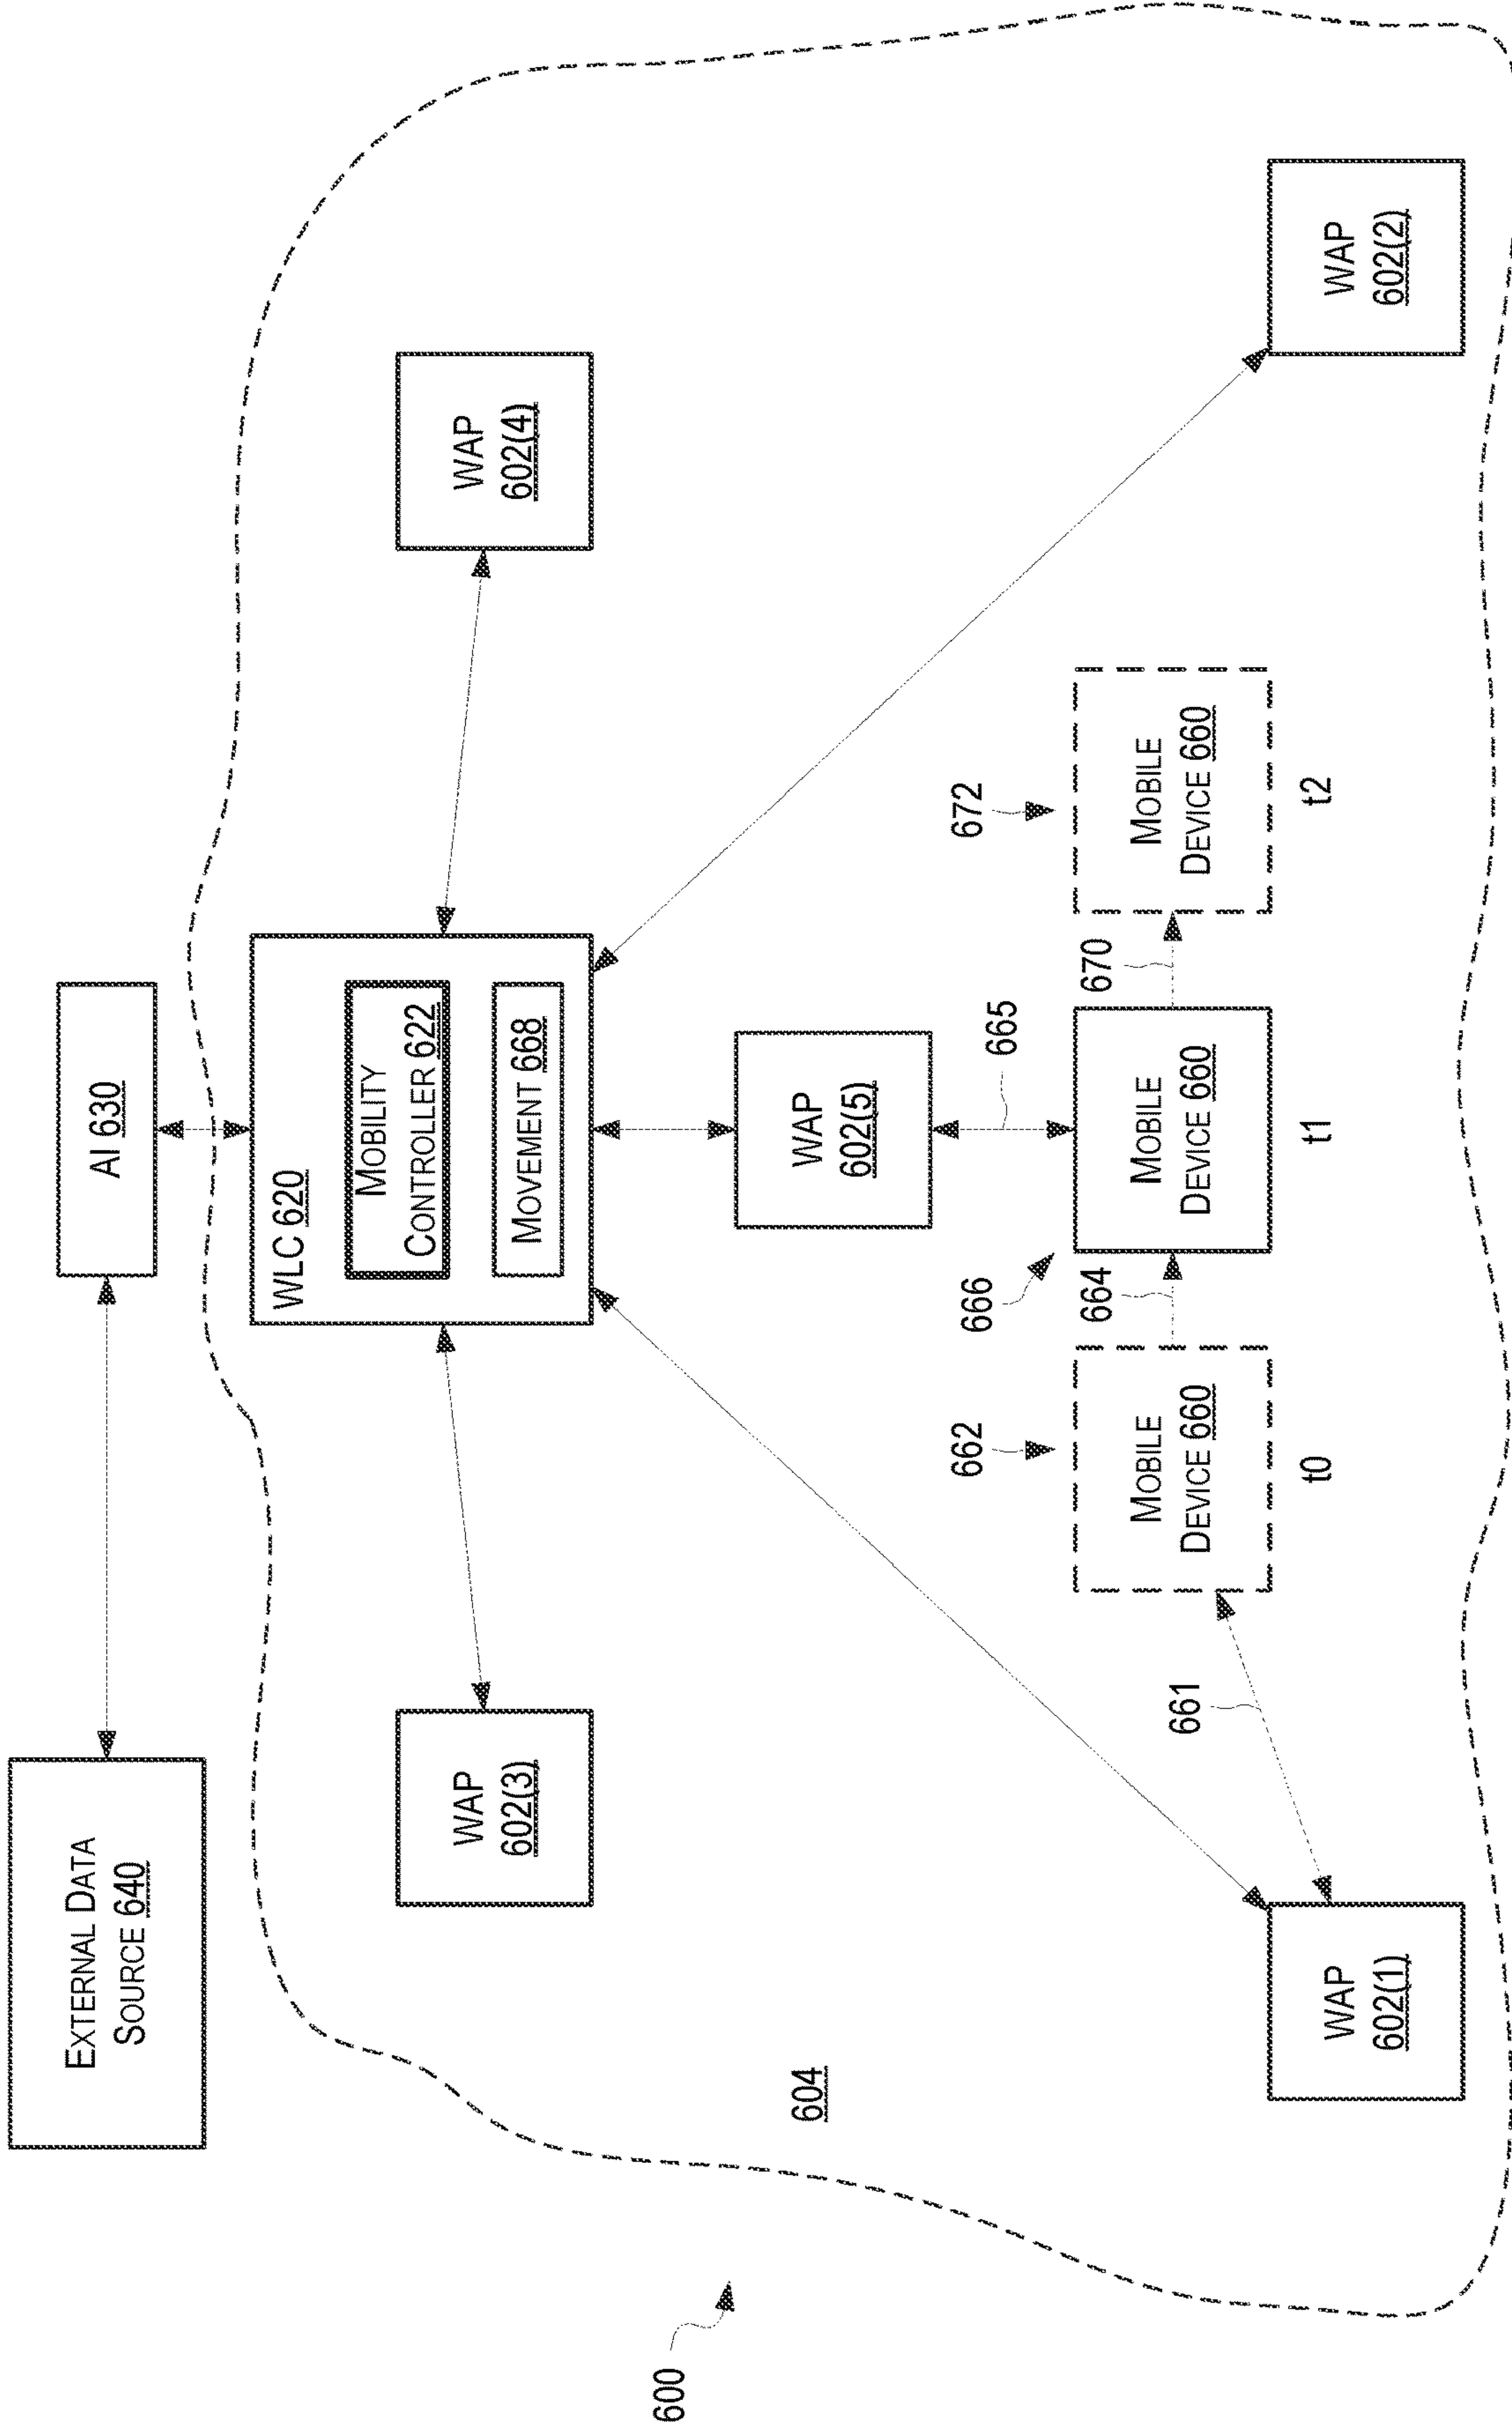 EXTERNAL DATA
SOURCE 640
AI 630
WLC 620
MOBILITY
CONTROLLER 622
MOVEMENT 668
WAP
602(3)
WAP
602(4)
WAP
602(5)
604
665
662
666
672
664
670
661
MOBILE
DEVICE 660
t0
MOBILE
DEVICE 660
t1
MOBILE
DEVICE 660
t2
WAP
602(1)
WAP
602(2)
600